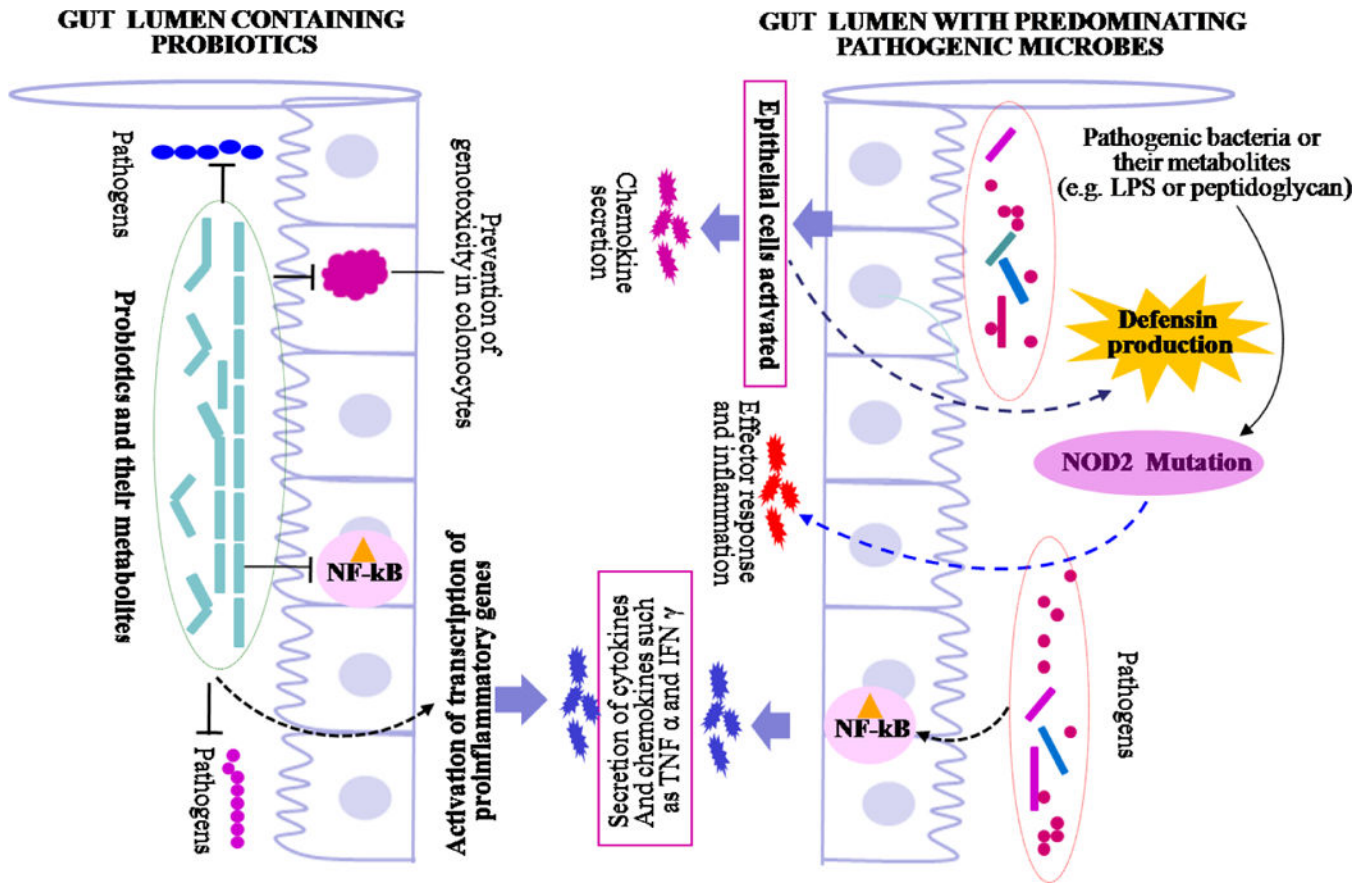 GUT LUMEN CONTAINING
PROBIOTICS
Pathogens
Probiotics and their metabolites
Pathogens
Prevention of
genotoxicity in colonocytes
NF-kB
Activation of transcription of
proinflammatory genes
GUT LUMEN WITH PREDOMINATING
PATHOGENIC MICROBES
Epithelial cells activated
Chemokine
secretion
Pathogenic bacteria or
their metabolites
(e.g. LPS or peptidoglycan)
Defensin
production
NOD2 Mutation
Effector response
and inflammation
Secretion of cytokines
And chemokines such
as TNF α and IFN γ
NF-kB
Pathogens